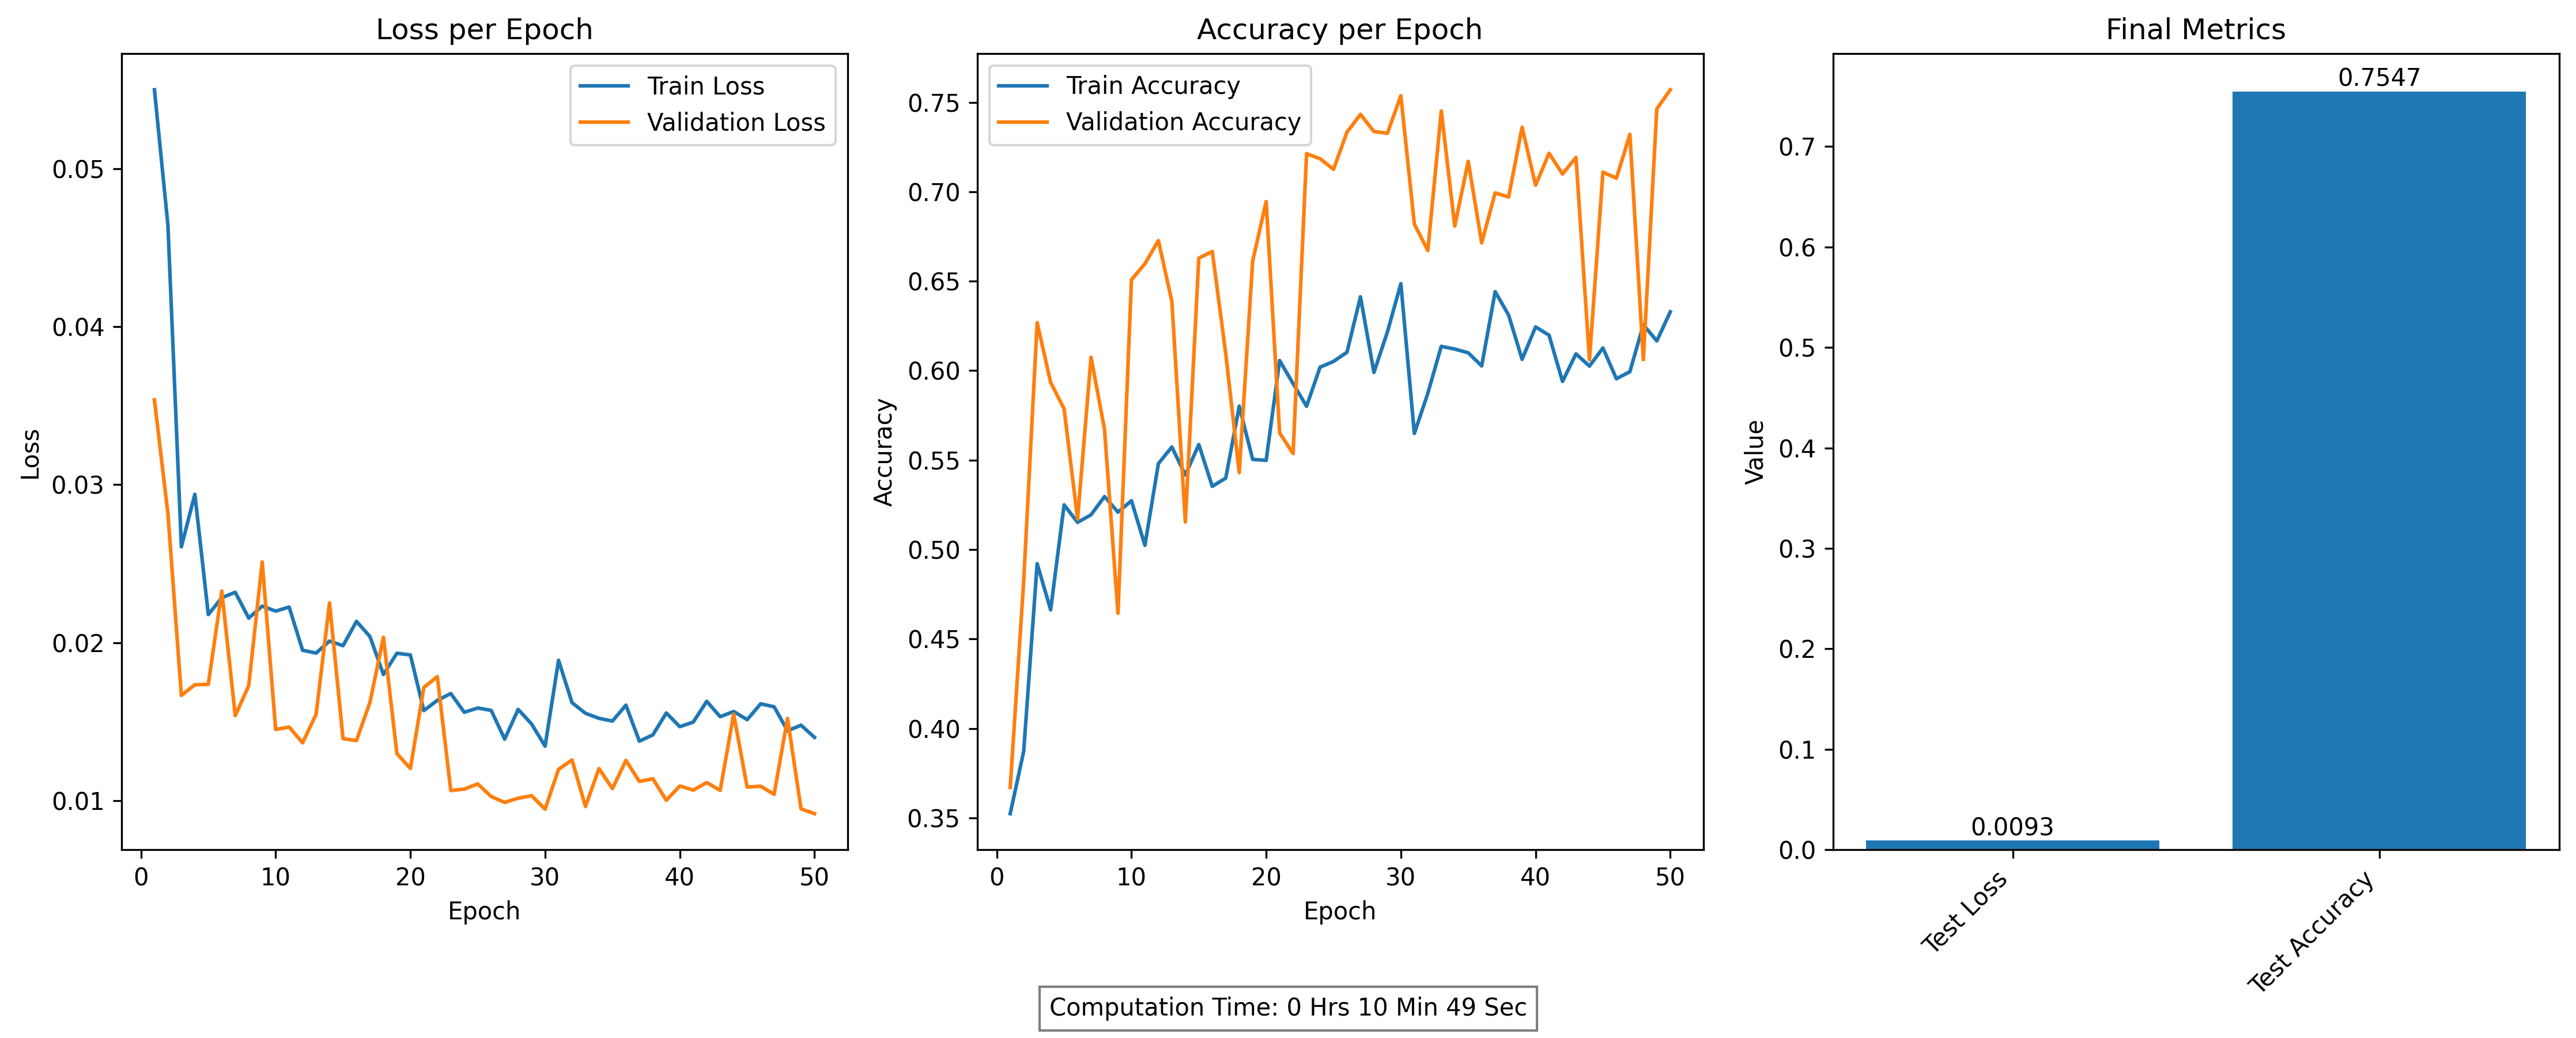 Loss per Epoch
Train Loss
Validation Loss
0.05
0.04
0.03
0.02
0.01
Loss
0 10 20 30 40 50
Epoch
Accuracy per Epoch
Train Accuracy
Validation Accuracy
0.75
0.70
0.65
0.60
0.55
0.50
0.45
0.40
0.35
Accuracy
0 10 20 30 40 50
Epoch
Final Metrics
0.7547
0.7
0.6
0.5
0.4
0.3
0.2
0.1
0.0
Value
0.0093
Test Loss
Test Accuracy
Computation Time: 0 Hrs 10 Min 49 Sec